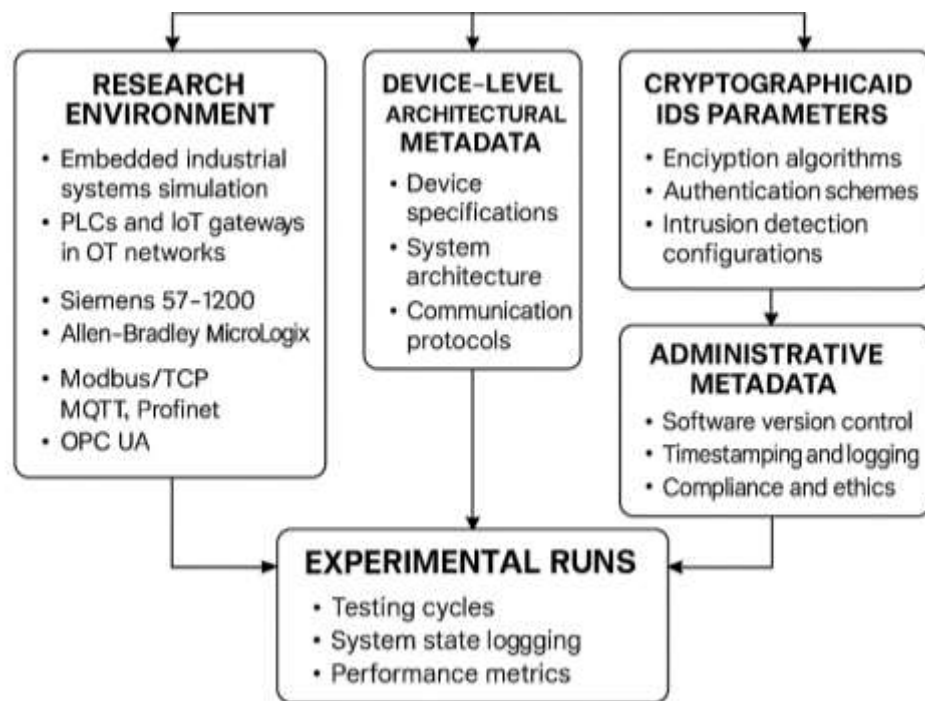 RESEARCH
ENVIRONMENT
• Embedded industrial
systems simulation
• PLCs and IoT gateways
in OT networks
• Siemens 57-1200
• Allen-Bradley MicroLogix
• Modbus/TCP
MQTT, Profinet
• OPC UA
DEVICE-LEVEL
ARCHITECTURAL
METADATA
• Device
specifications
• System
architecture
• Communication
protocols
CRYPTOGRAPHICAID
IDS PARAMETERS
• Enciyption algorithms
• Authentication schemes
• Intrusion detection
configurations
ADMINISTRATIVE
METADATA
• Software version control
• Timestamping and logging
• Compliance and ethics
EXPERIMENTAL RUNS
• Testing cycles
• System state loggging
• Performance metrics